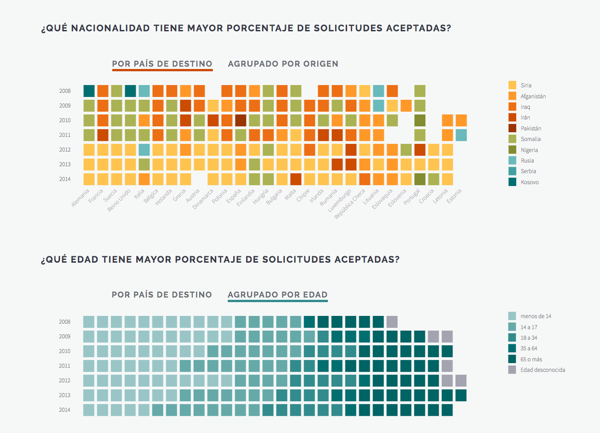 ¿QUÉ NACIONALIDAD TIENE MAYOR PORCENTAJE DE SOLICITUDES ACEPTADAS?
POR PAÍS DE DESTINO AGRUPADO POR ORIGEN
2008
2009
2010
2011
2012
2013
2014
Alemania Francia Suecia Reino Unido Italia Bélgica Holanda Grecia Austria Dinamarca Polonia España Finlandia Hungría Bulgaria Malta Chipre Irlanda Rumanía Luxemburgo República Checa Lituania Eslovaquia Eslovenia Portugal Croacia Letonia Estonia
Siria
Afganistán
Iraq
Irán
Pakistán
Somalia
Nigeria
Rusia
Serbia
Kosovo
¿QUÉ EDAD TIENE MAYOR PORCENTAJE DE SOLICITUDES ACEPTADAS?
POR PAÍS DE DESTINO AGRUPADO POR EDAD
2008
2009
2010
2011
2012
2013
2014
menos de 14
14 a 17
18 a 34
35 a 64
65 o más
Edad desconocida